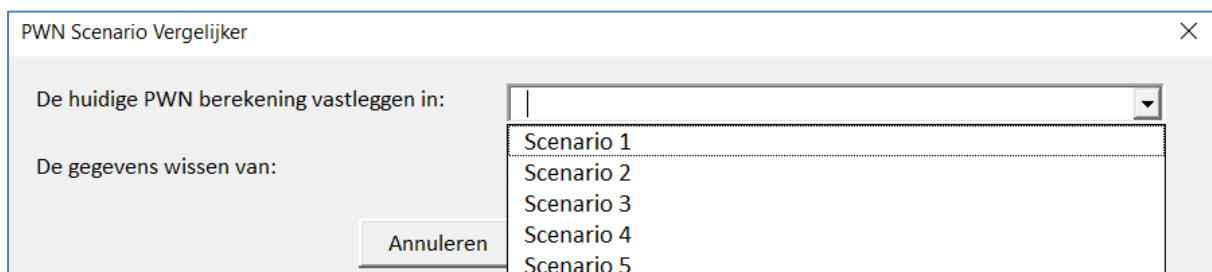 PWN Scenario Vergelijker
De huidige PWN berekening vastleggen in:
Scenario 1
De gegevens wissen van:
Scenario 2
Scenario 3
Annuleren
Scenario 4
Scenario 5